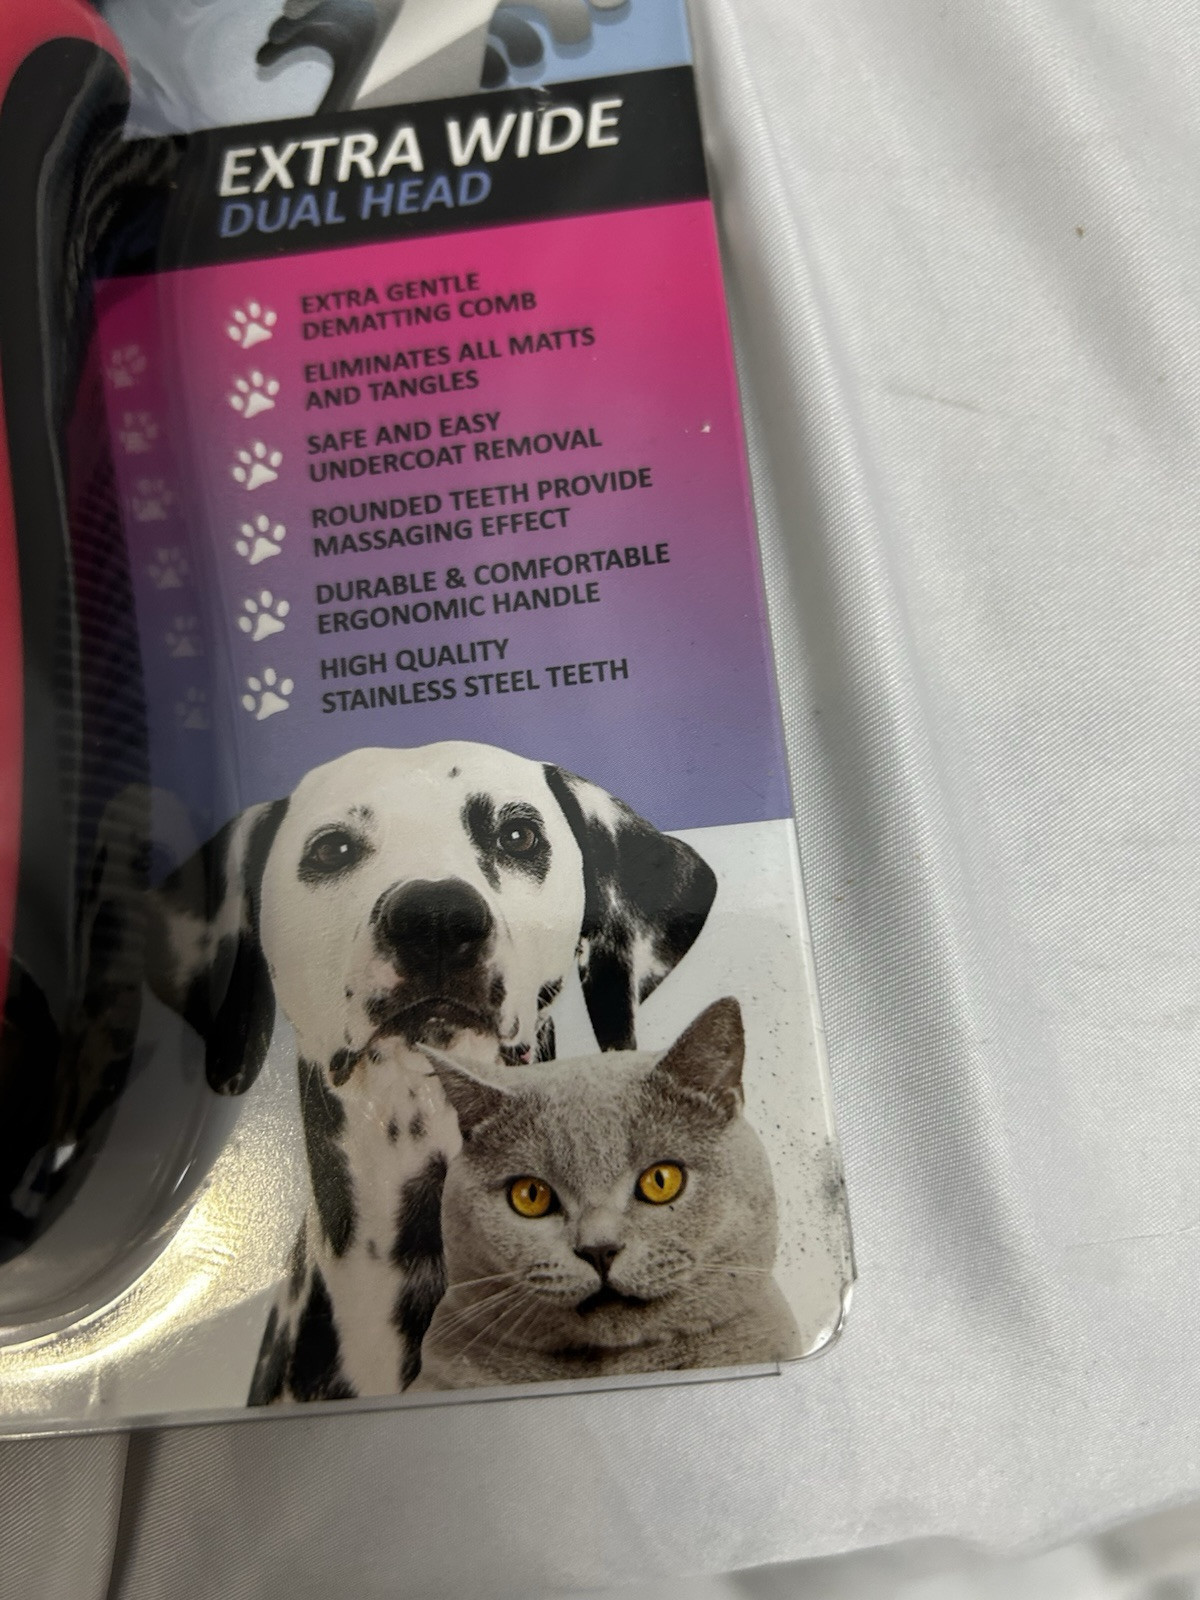 EXTRA WIDE
DUAL HEAD
EXTRA GENTLE
DEMATTING COMB
ELIMINATES ALL MATTS
AND TANGLES
SAFE AND EASY
UNDERCOAT REMOVAL
ROUNDED TEETH PROVIDE
MASSAGING EFFECT
DURABLE & COMFORTABLE
ERGONOMIC HANDLE
HIGH QUALITY
STAINLESS STEEL TEETH